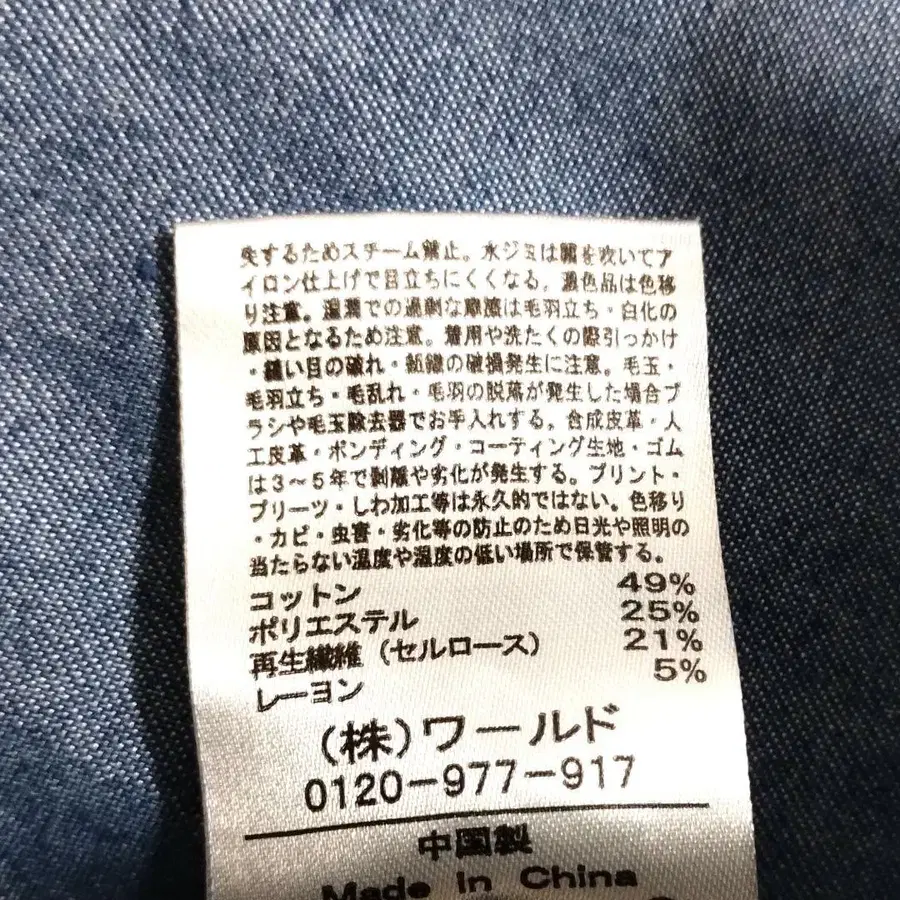 失するためスチーム禁止。水ジミは霧を吹いてア
イロン仕上げで目立ちにくくなる。濃色品は色移
り注意。湿潤での過剰な摩擦は毛羽立ち・白化の
原因となるため注意。着用や洗たくの際引っかけ
・縫い目の破れ・組織の破損発生に注意。毛玉・
毛羽立ち・毛乱れ・毛羽の脱落が発生した場合ブ
ラシや毛玉除去器でお手入れする。合成皮革・人
工皮革・ボンディング・コーティング生地・ゴム
は3〜5年で剥離や劣化が発生する。プリント・
プリーツ・しわ加工等は永久的ではない。色移り
・カビ・虫害・劣化等の防止のため日光や照明の
当たらない温度や湿度の低い場所で保管する。
コットン 49%
ポリエステル 25%
再生繊維(セルロース) 21%
レーヨン 5%
(株)ワールド
0120-977-917
中国製
Made In China